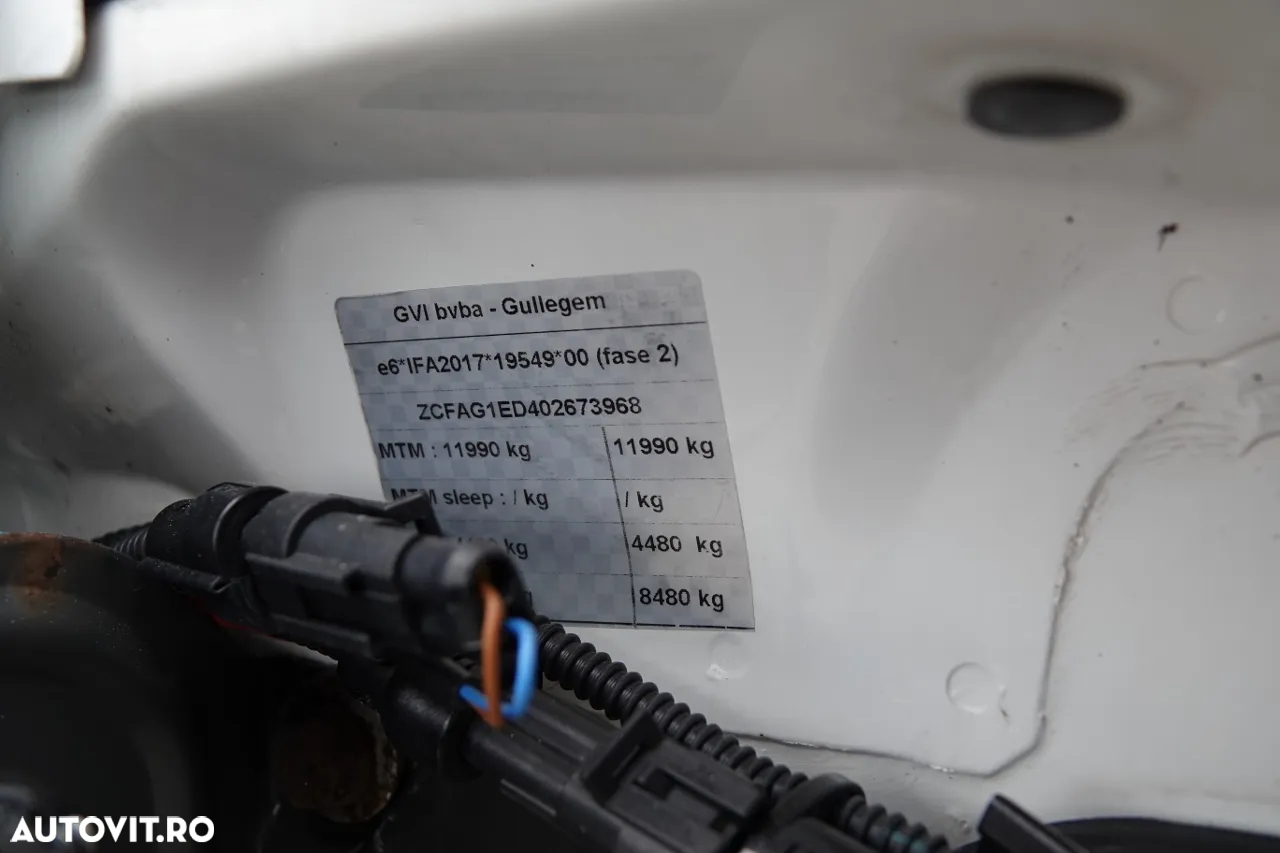 GVI bvba - Gullegem
e6*IFA2017*19549*00 (fase 2)
ZCFAG1ED402673968
MTM : 11990 kg 11990 kg
MTM sleep : / kg / kg
kg 4480 kg
8480 kg
AUTOVIT.RO